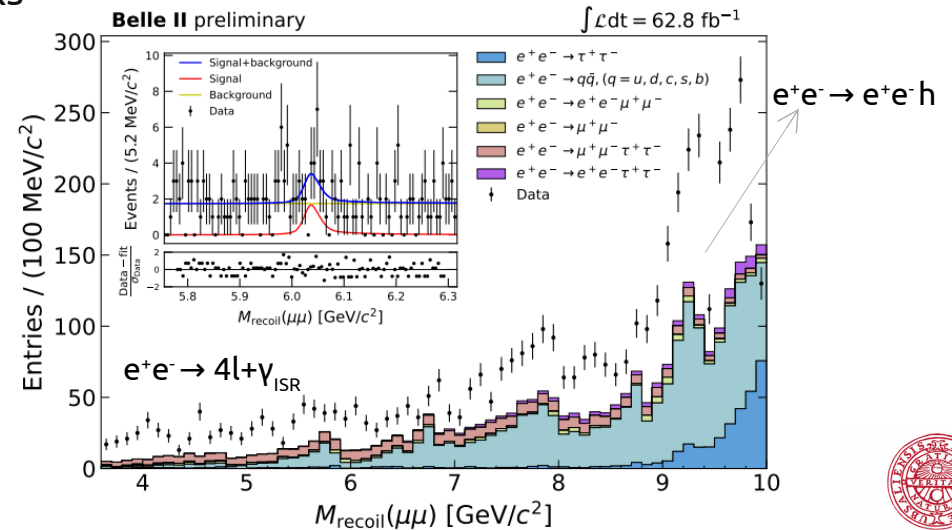 Belle II preliminary
∫ℒdt = 62.8 fb⁻¹
Entries / (100 MeV/c²)
300
250
200
150
100
50
0
4
5
6
7
8
9
10
M_recoil(μμ) [GeV/c²]
Events / (5.2 MeV/c²)
10
8
6
4
2
0
Signal+background
Signal
Background
Data
Data − fit
σ_Data
2
0
−2
5.8
5.9
6.0
6.1
6.2
6.3
M_recoil(μμ) [GeV/c²]
e⁺e⁻ → τ⁺τ⁻
e⁺e⁻ → qq̄, (q = u, d, c, s, b)
e⁺e⁻ → e⁺e⁻μ⁺μ⁻
e⁺e⁻ → μ⁺μ⁻
e⁺e⁻ → μ⁺μ⁻τ⁺τ⁻
e⁺e⁻ → e⁺e⁻τ⁺τ⁻
Data
e⁺e⁻→ e⁺e⁻h
e⁺e⁻→ 4l+γ_ISR